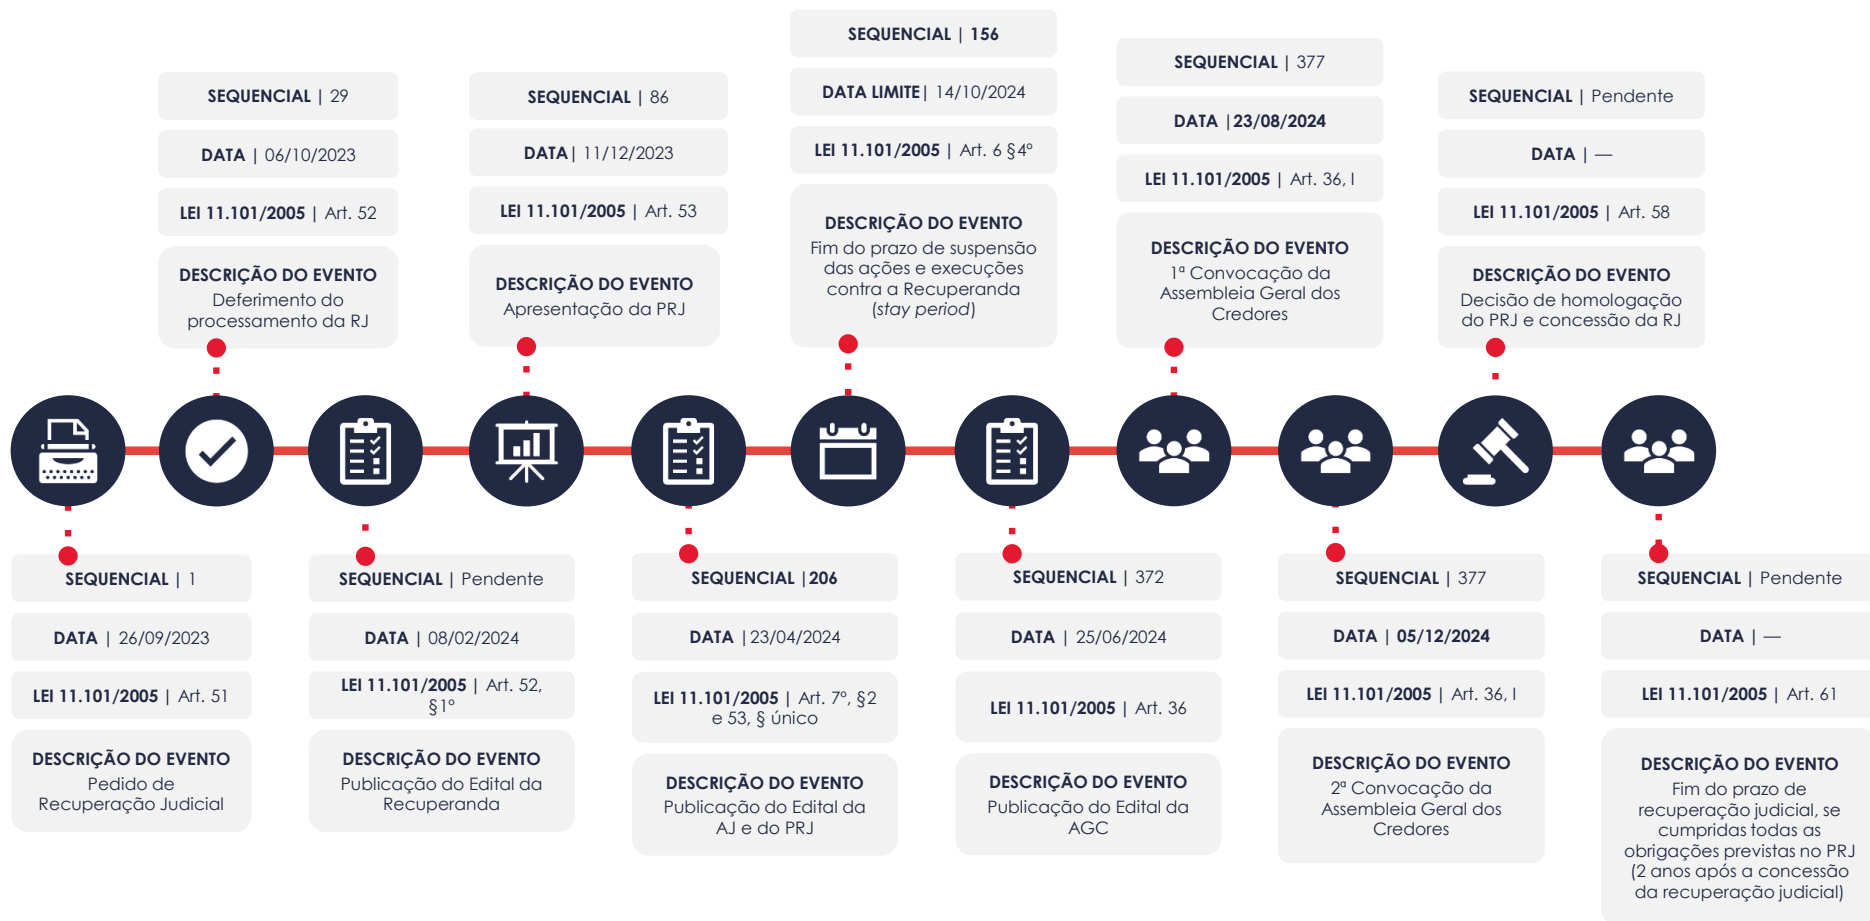 SEQUENCIAL | 29
DATA | 06/10/2023
LEI 11.101/2005 | Art. 52
DESCRIÇÃO DO EVENTO
Deferimento do
processamento da RJ
SEQUENCIAL | 86
DATA| 11/12/2023
LEI 11.101/2005 | Art. 53
DESCRIÇÃO DO EVENTO
Apresentação da PRJ
SEQUENCIAL | 156
DATA LIMITE| 14/10/2024
LEI 11.101/2005 | Art. 6 §4º
DESCRIÇÃO DO EVENTO
Fim do prazo de suspensão
das ações e execuções
contra a Recuperanda
(stay period)
SEQUENCIAL | 377
DATA |23/08/2024
LEI 11.101/2005 | Art. 36, I
DESCRIÇÃO DO EVENTO
1ª Convocação da
Assembleia Geral dos
Credores
SEQUENCIAL | Pendente
DATA | —
LEI 11.101/2005 | Art. 58
DESCRIÇÃO DO EVENTO
Decisão de homologação
do PRJ e concessão da RJ
SEQUENCIAL | 1
DATA | 26/09/2023
LEI 11.101/2005 | Art. 51
DESCRIÇÃO DO EVENTO
Pedido de
Recuperação Judicial
SEQUENCIAL | Pendente
DATA | 08/02/2024
LEI 11.101/2005 | Art. 52,
§1º
DESCRIÇÃO DO EVENTO
Publicação do Edital da
Recuperanda
SEQUENCIAL |206
DATA |23/04/2024
LEI 11.101/2005 | Art. 7º, §2
e 53, § único
DESCRIÇÃO DO EVENTO
Publicação do Edital da
AJ e do PRJ
SEQUENCIAL | 372
DATA | 25/06/2024
LEI 11.101/2005 | Art. 36
DESCRIÇÃO DO EVENTO
Publicação do Edital da
AGC
SEQUENCIAL | 377
DATA | 05/12/2024
LEI 11.101/2005 | Art. 36, I
DESCRIÇÃO DO EVENTO
2ª Convocação da
Assembleia Geral dos
Credores
SEQUENCIAL | Pendente
DATA | —
LEI 11.101/2005 | Art. 61
DESCRIÇÃO DO EVENTO
Fim do prazo de
recuperação judicial, se
cumpridas todas as
obrigações previstas no PRJ
(2 anos após a concessão
da recuperação judicial)